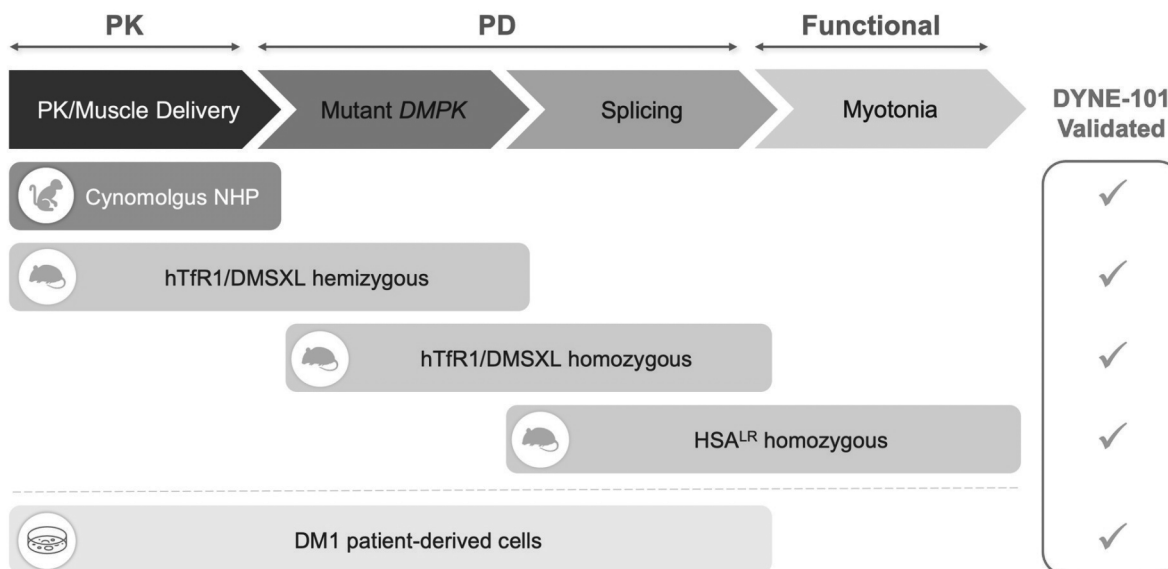 PK
PD
Functional
PK/Muscle Delivery
Mutant DMPK
Splicing
Myotonia
DYNE-101
Validated
Cynomolgus NHP
hTfR1/DMSXL hemizygous
hTfR1/DMSXL homozygous
HSALR homozygous
DM1 patient-derived cells